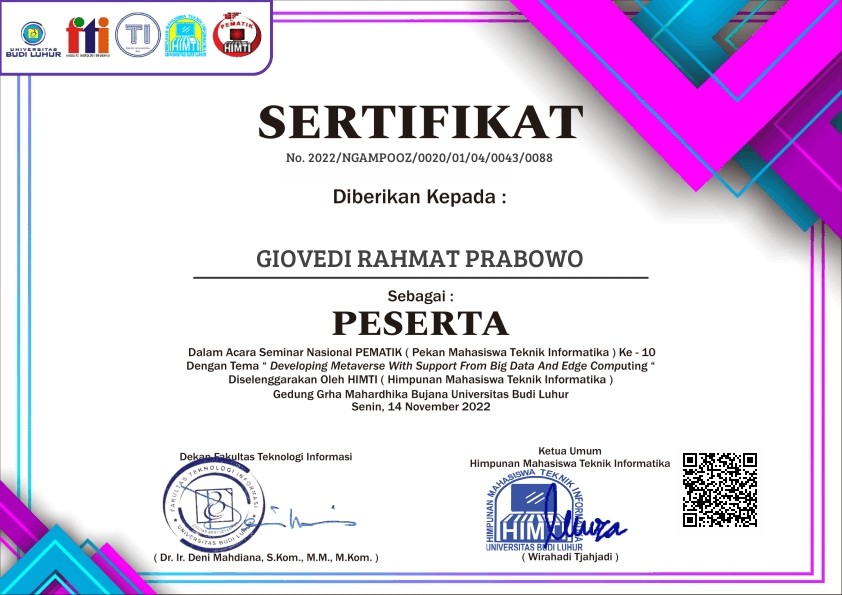 UNIVERSITAS
BUDI LUHUR
fti
TI
HIMTI
PEMATIK
HIMTI
SERTIFIKAT
No. 2022/NGAMPOOZ/0020/01/04/0043/0088
Diberikan Kepada :
GIOVEDI RAHMAT PRABOWO
Sebagai :
PESERTA
Dalam Acara Seminar Nasional PEMATIK ( Pekan Mahasiswa Teknik Informatika ) Ke - 10
Dengan Tema “ Developing Metaverse With Support From Big Data And Edge Computing “
Diselenggarakan Oleh HIMTI ( Himpunan Mahasiswa Teknik Informatika )
Gedung Grha Mahardhika Bujana Universitas Budi Luhur
Senin, 14 November 2022
Dekan Fakultas Teknologi Informasi
FAKULTAS TEKNOLOGI INFORMASI
UNIVERSITAS BUDI LUHUR
( Dr. Ir. Deni Mahdiana, S.Kom., M.M., M.Kom. )
Ketua Umum
Himpunan Mahasiswa Teknik Informatika
HIMPUNAN MAHASISWA TEKNIK INFORMATIKA
HIMTI
UNIVERSITAS BUDI LUHUR
( Wirahadi Tjahjadi )